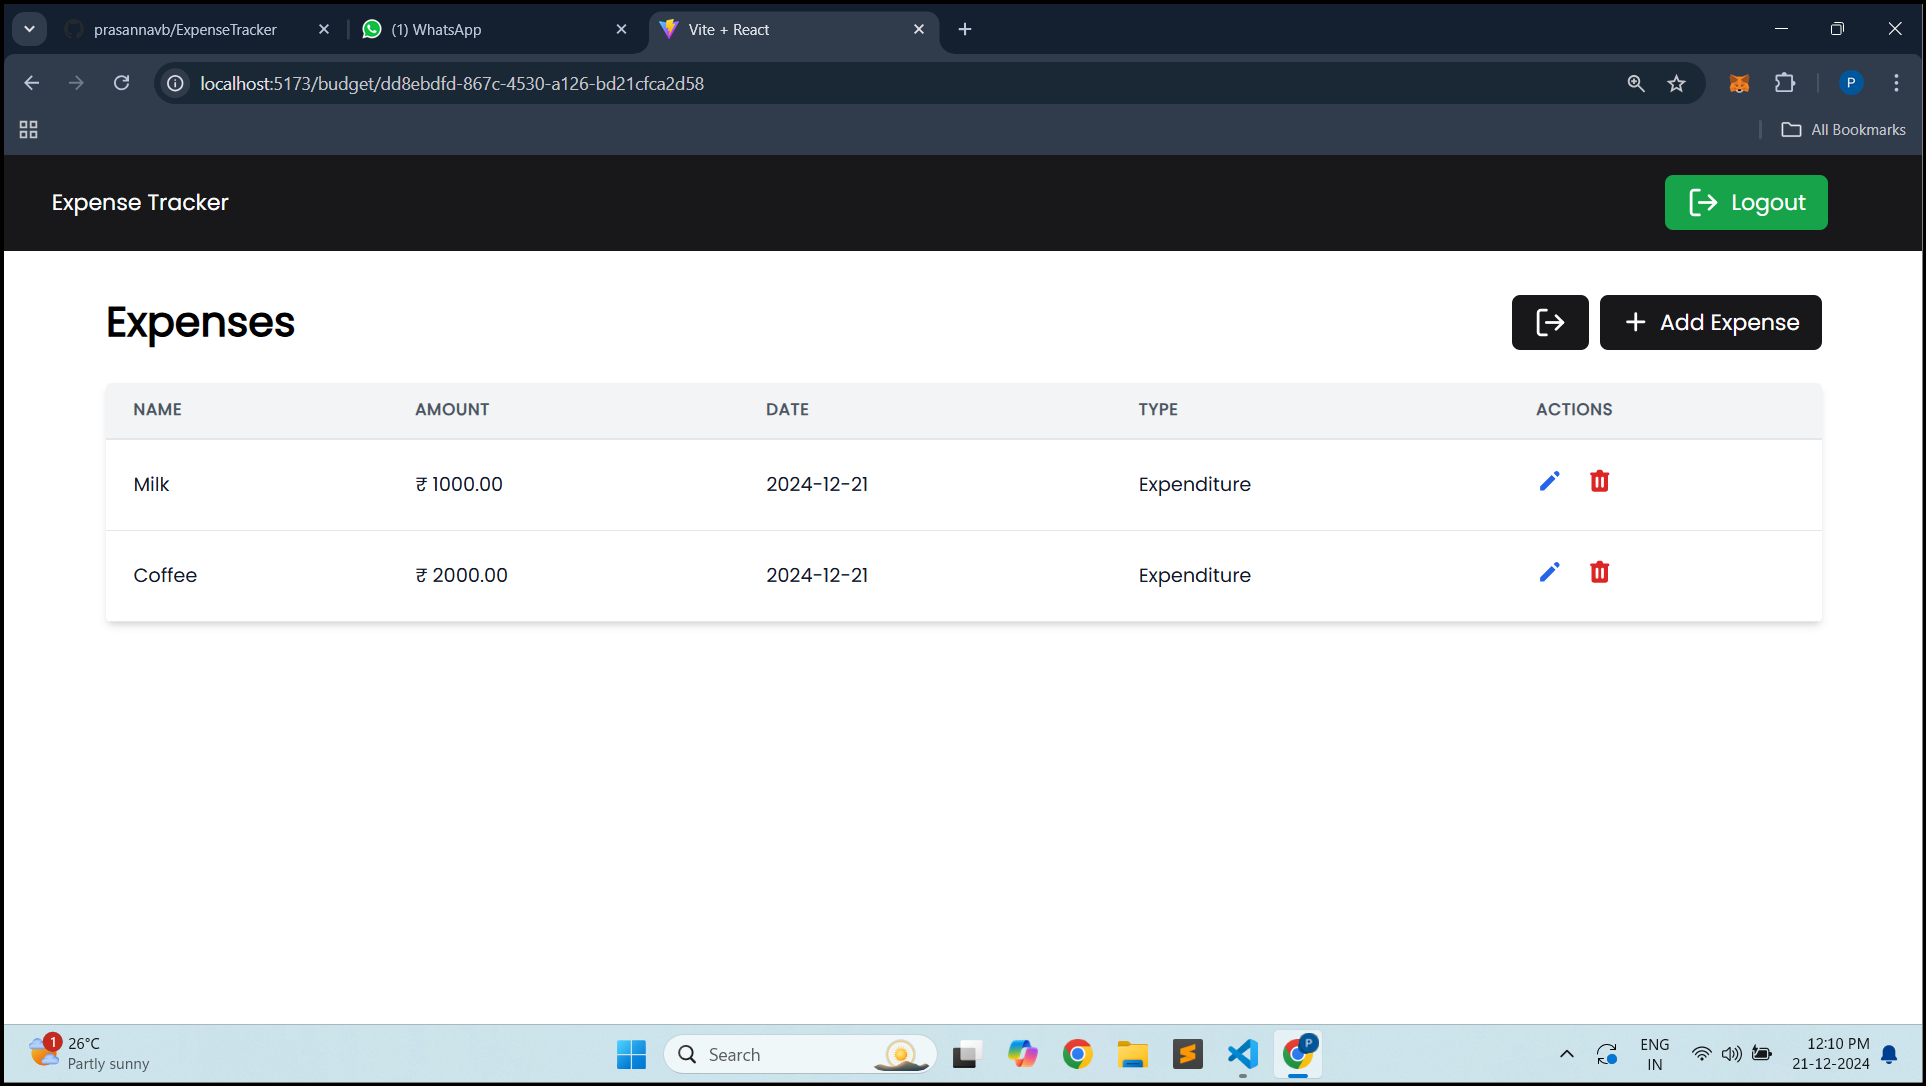 prasannavb/ExpenseTracker
(1) WhatsApp
Vite + React
localhost:5173/budget/dd8ebdfd-867c-4530-a126-bd21cfca2d58
P
All Bookmarks
Expense Tracker
Logout
Expenses
Add Expense
NAME AMOUNT DATE TYPE ACTIONS
Milk ₹ 1000.00 2024-12-21 Expenditure
Coffee ₹ 2000.00 2024-12-21 Expenditure
1
26°C
Partly sunny
Search
P
ENG
IN
12:10 PM
21-12-2024